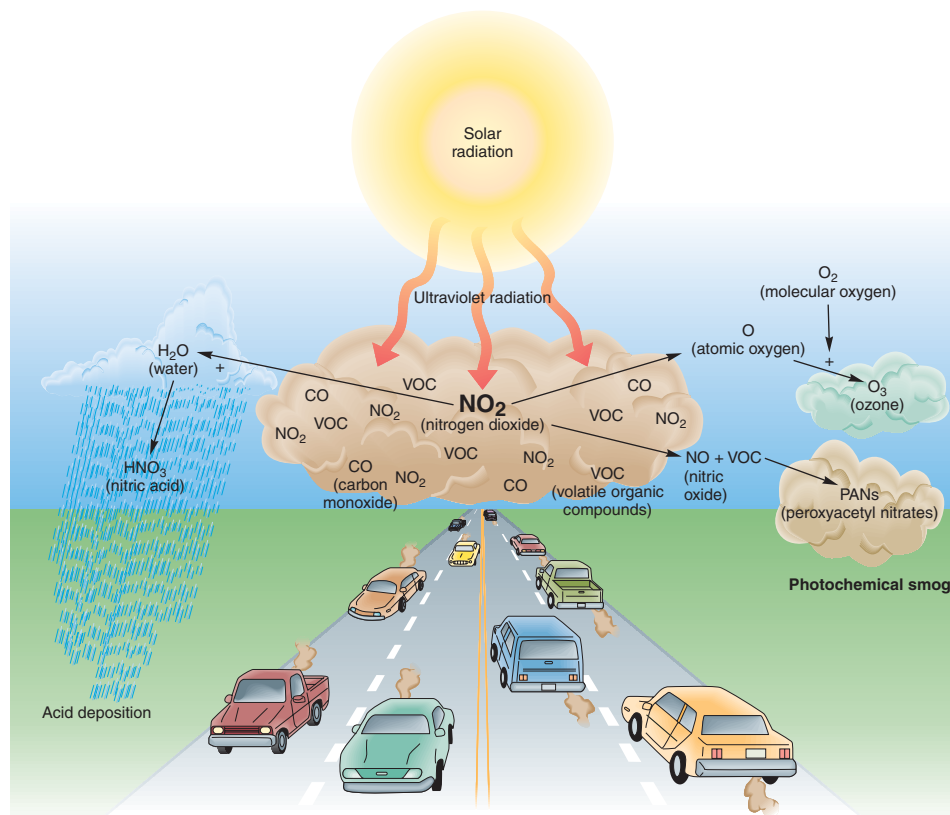 Solar
radiation
Ultraviolet radiation
O₂
(molecular oxygen)
O
(atomic oxygen)
+
O₃
(ozone)
H₂O
(water)
+
HNO₃
(nitric acid)
Acid deposition
CO
VOC
NO₂
VOC
NO₂
NO₂
(nitrogen dioxide)
CO
VOC
NO₂
VOC
NO₂
CO
(carbon
monoxide)
NO₂
CO
VOC
(volatile organic
compounds)
NO + VOC
(nitric
oxide)
PANs
(peroxyacetyl nitrates)
Photochemical smog